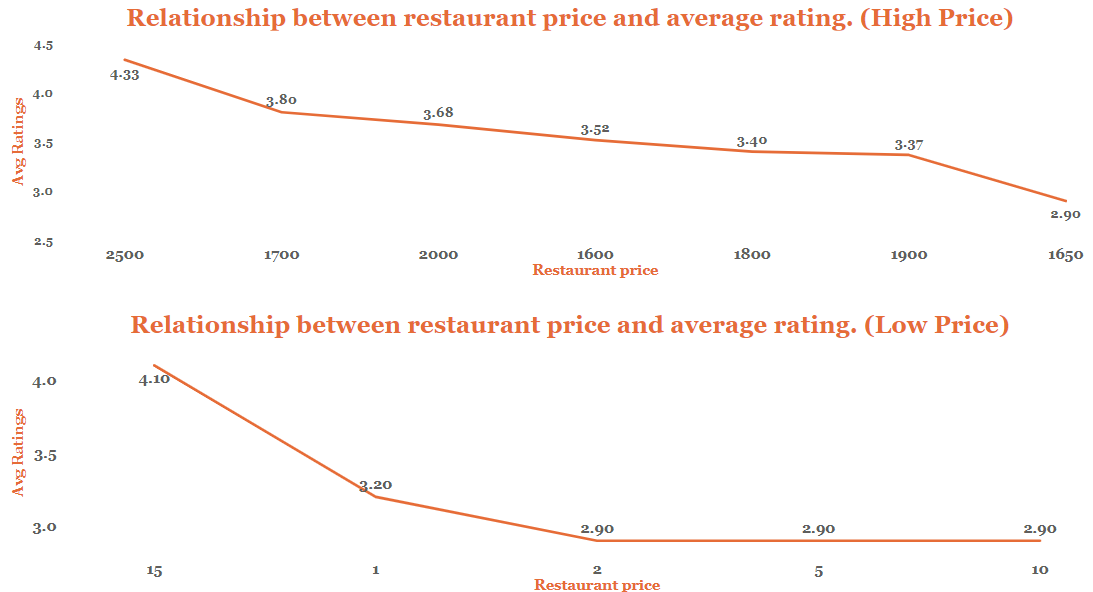 Relationship between restaurant price and average rating. (High Price)
4.5
4.0
3.5
3.0
2.5
Avg Ratings
4.33
3.80
3.68
3.52
3.40
3.37
2.90
2500 1700 2000 1600 1800 1900 1650
Restaurant price
Relationship between restaurant price and average rating. (Low Price)
4.0
3.5
3.0
Avg Ratings
4.10
3.20
2.90 2.90 2.90
15 1 2 5 10
Restaurant price